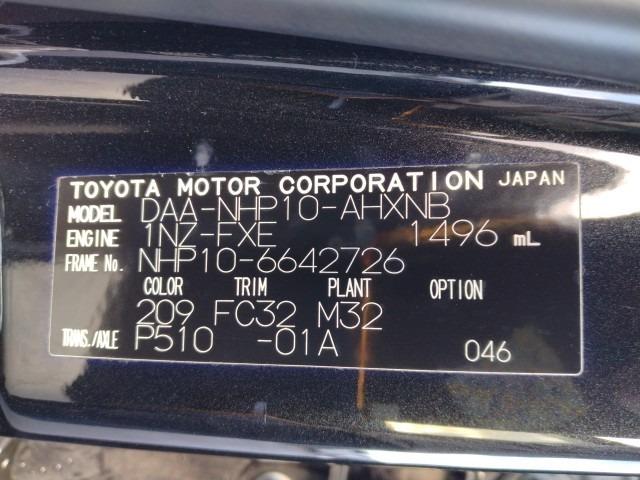 TOYOTA MOTOR CORPORATION JAPAN
MODEL DAA-NHP10-AHXNB
ENGINE 1NZ-FXE 1496 mL
FRAME No. NHP10-6642726
COLOR TRIM PLANT OPTION
209 FC32 M32
TRANS./AXLE P510 -01A 046